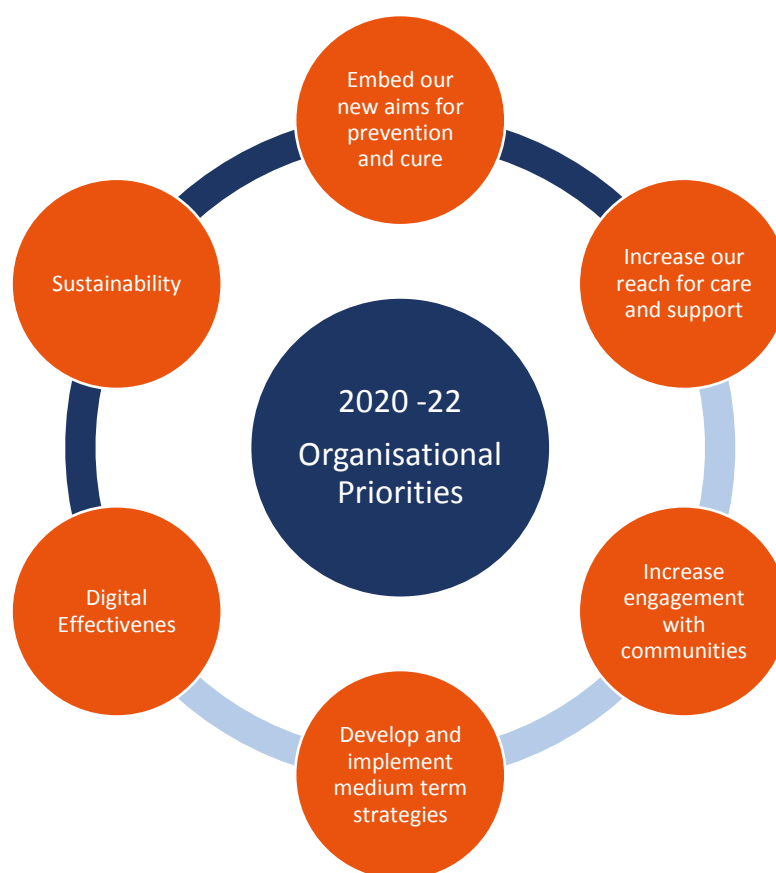 Embed our
new aims for
prevention
and cure
Increase our
reach for care
and support
Increase
engagement
with
communities
Develop and
implement
medium term
strategies
Digital
Effectivenes
Sustainability
2020 -22
Organisational
Priorities